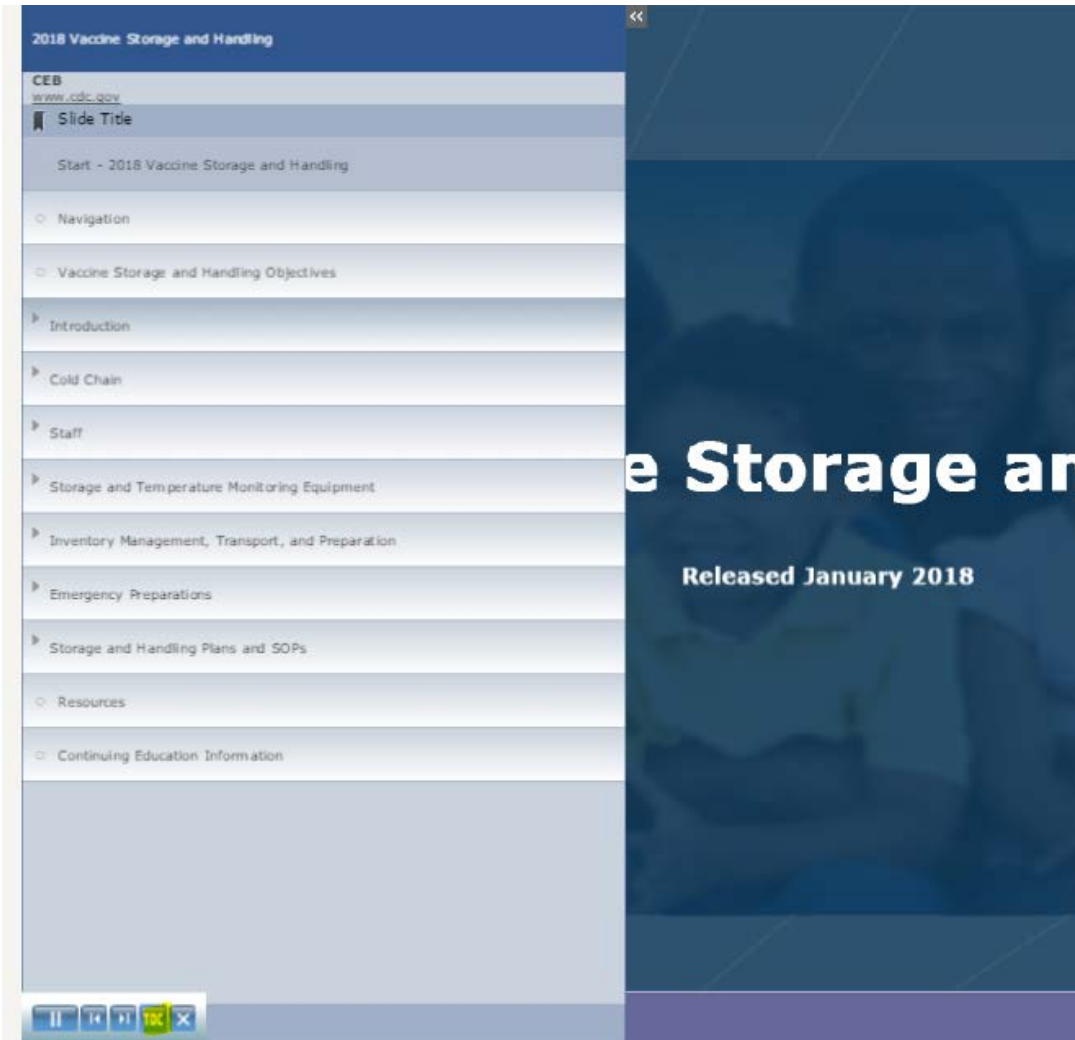 2018 Vaccine Storage and Handling
CEB
www.cdc.gov
Slide Title
Start - 2018 Vaccine Storage and Handling
Navigation
Vaccine Storage and Handling Objectives
Introduction
Cold Chain
Staff
Storage and Temperature Monitoring Equipment
Inventory Management, Transport, and Preparation
Emergency Preparations
Storage and Handling Plans and SOPs
Resources
Continuing Education Information
TOC
e Storage ar
Released January 2018